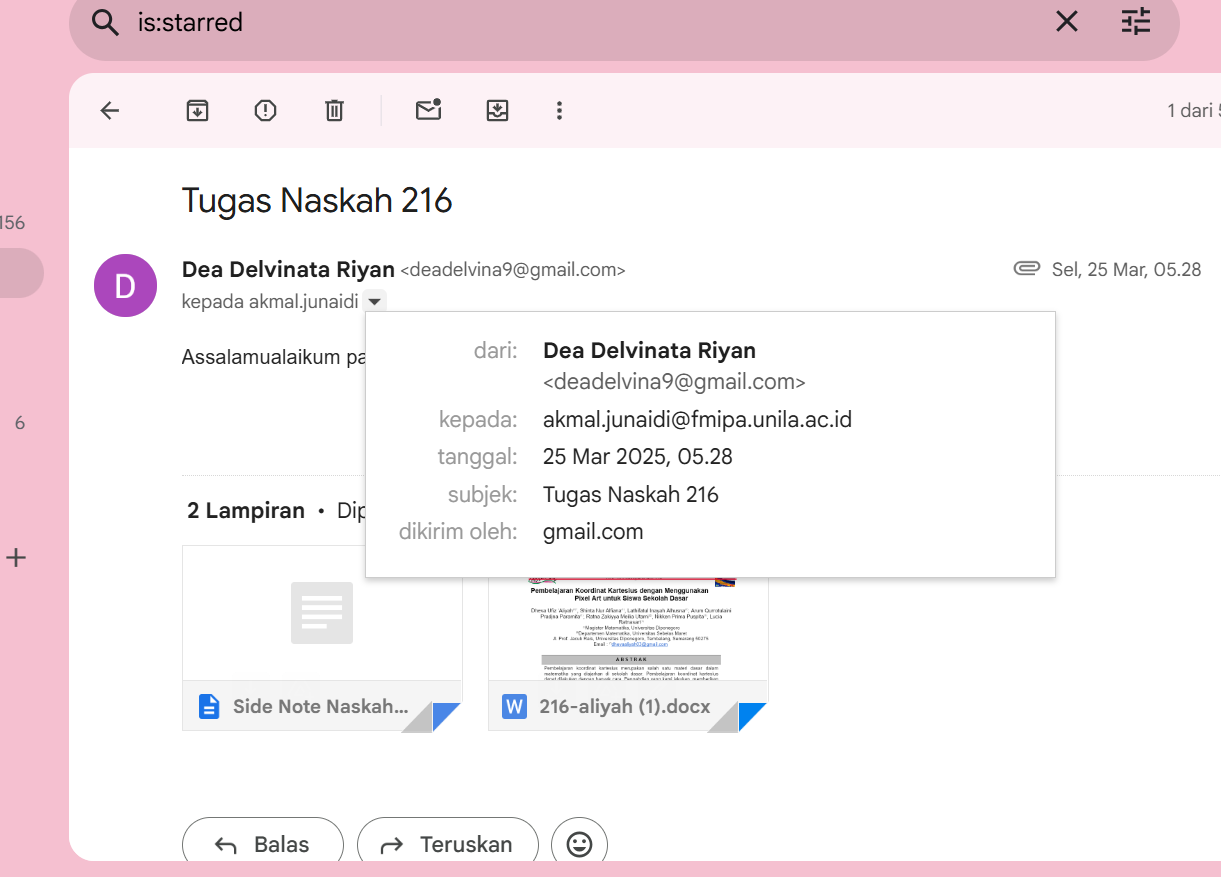 is:starred
1 dari
Tugas Naskah 216
156
Dea Delvinata Riyan <deadelvina9@gmail.com>
Sel, 25 Mar, 05.28
kepada akmal.junaidi
Assalamualaikum pa
dari: Dea Delvinata Riyan
<deadelvina9@gmail.com>
kepada: akmal.junaidi@fmipa.unila.ac.id
tanggal: 25 Mar 2025, 05.28
subjek: Tugas Naskah 216
dikirim oleh: gmail.com
6
2 Lampiran • Dip
D
Pembelajaran Koordinat Kartesius dengan Menggunakan
Pixel Art untuk Siswa Sekolah Dasar
ABSTRAK
Side Note Naskah...
W 216-aliyah (1).docx
Balas
Teruskan